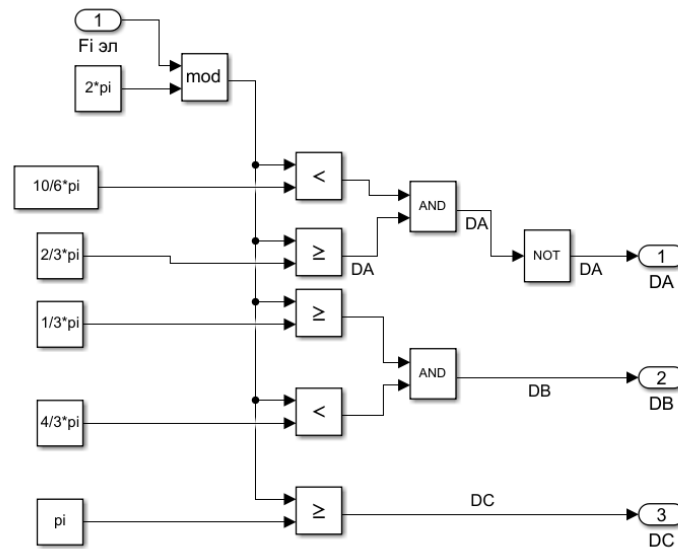 1
Fi эл
2*pi
mod
10/6*pi
<
AND
DA
2/3*pi
≥
DA
NOT
DA
1
DA
1/3*pi
≥
AND
DB
2
DB
4/3*pi
<
pi
≥
DC
3
DC